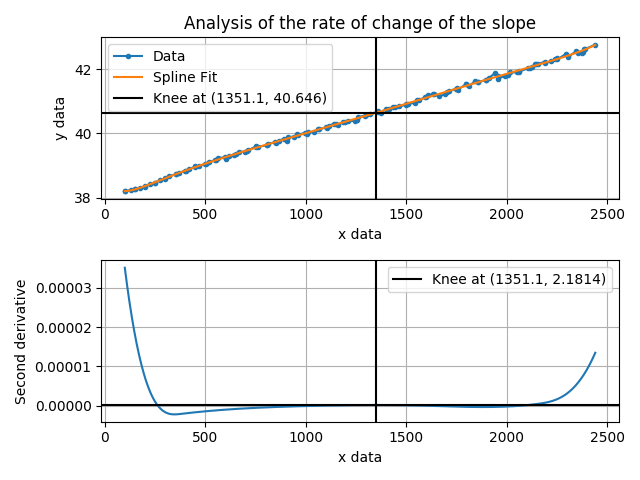 Analysis of the rate of change of the slope
Data
Spline Fit
Knee at (1351.1, 40.646)
42
40
38
y data
0 500 1000 1500 2000 2500
x data
Knee at (1351.1, 2.1814)
0.00003
0.00002
0.00001
0.00000
Second derivative
0 500 1000 1500 2000 2500
x data